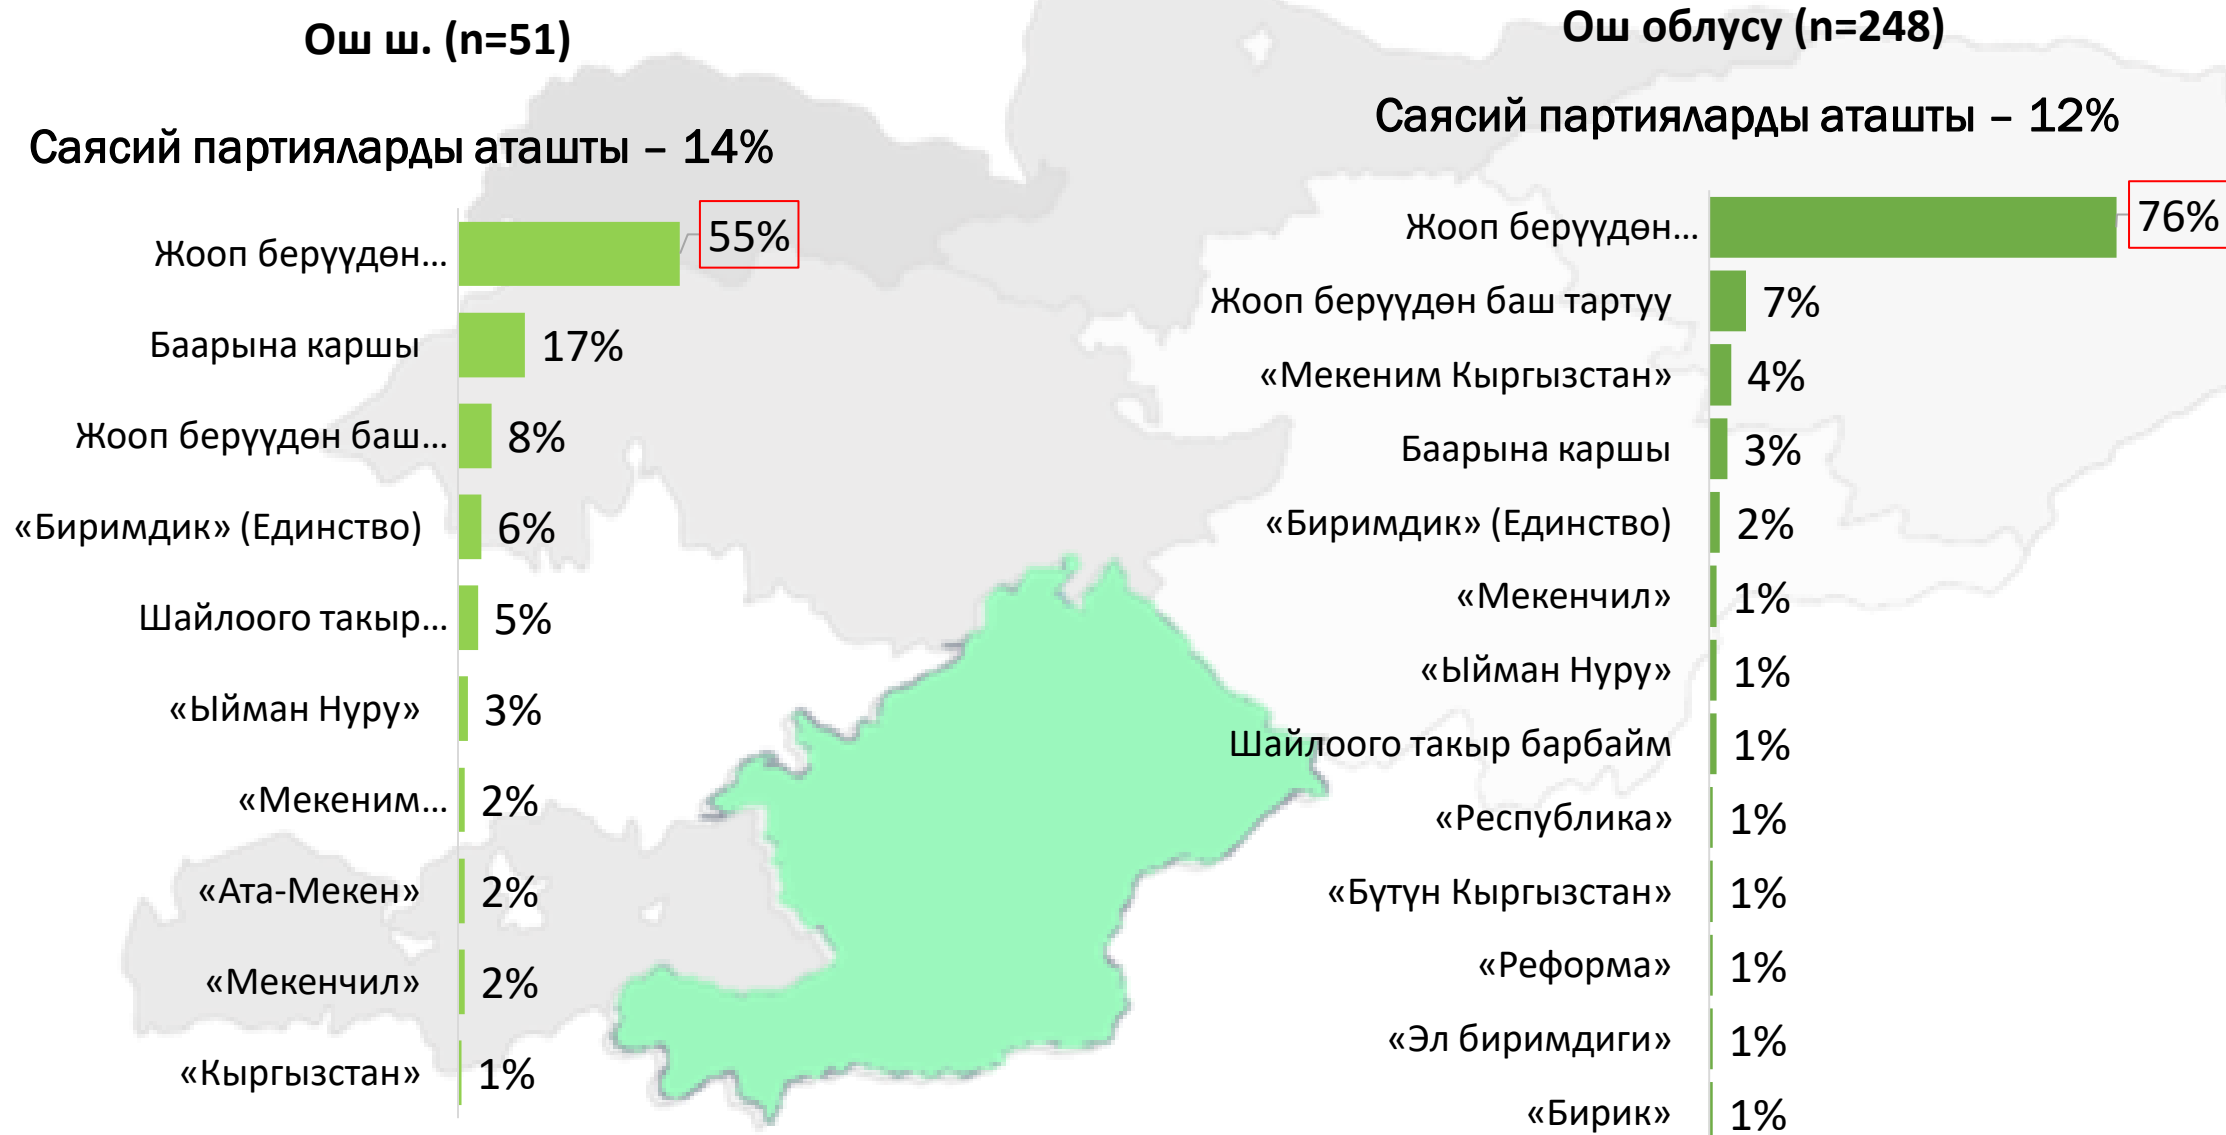 Ош ш. (n=51)
Саясий партияларды аташты – 14%
Жооп берүүдөн... 55%
Баарына каршы 17%
Жооп берүүдөн баш... 8%
«Биримдик» (Единство) 6%
Шайлоого такыр... 5%
«Ыйман Нуру» 3%
«Мекеним... 2%
«Ата-Мекен» 2%
«Мекенчил» 2%
«Кыргызстан» 1%
Ош облусу (n=248)
Саясий партияларды аташты – 12%
Жооп берүүдөн... 76%
Жооп берүүдөн баш тартуу 7%
«Мекеним Кыргызстан» 4%
Баарына каршы 3%
«Биримдик» (Единство) 2%
«Мекенчил» 1%
«Ыйман Нуру» 1%
Шайлоого такыр барбайм 1%
«Республика» 1%
«Бүтүн Кыргызстан» 1%
«Реформа» 1%
«Эл биримдиги» 1%
«Бирик» 1%